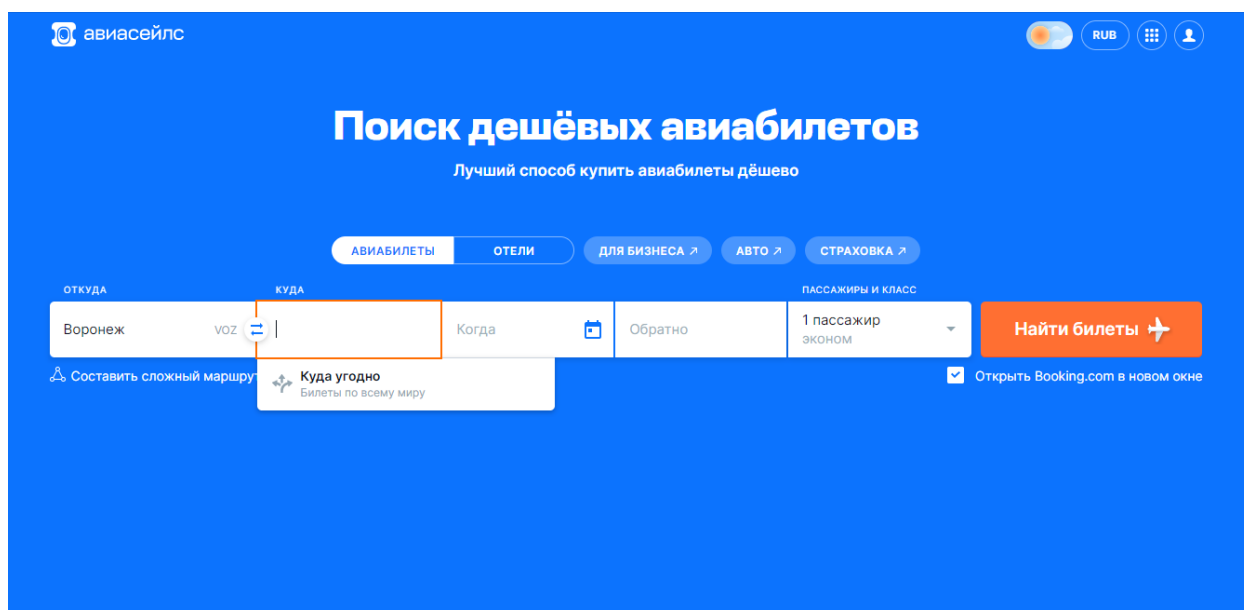 авиасейлс
RUB
Поиск дешёвых авиабилетов
Лучший способ купить авиабилеты дёшево
АВИАБИЛЕТЫ ОТЕЛИ ДЛЯ БИЗНЕСА ↗ АВТО ↗ СТРАХОВКА ↗
ОТКУДА КУДА ПАССАЖИРЫ И КЛАСС
Воронеж VOZ Когда Обратно 1 пассажир Найти билеты
эконом
Составить сложный маршрут Куда угодно Открыть Booking.com в новом окне
Билеты по всему миру